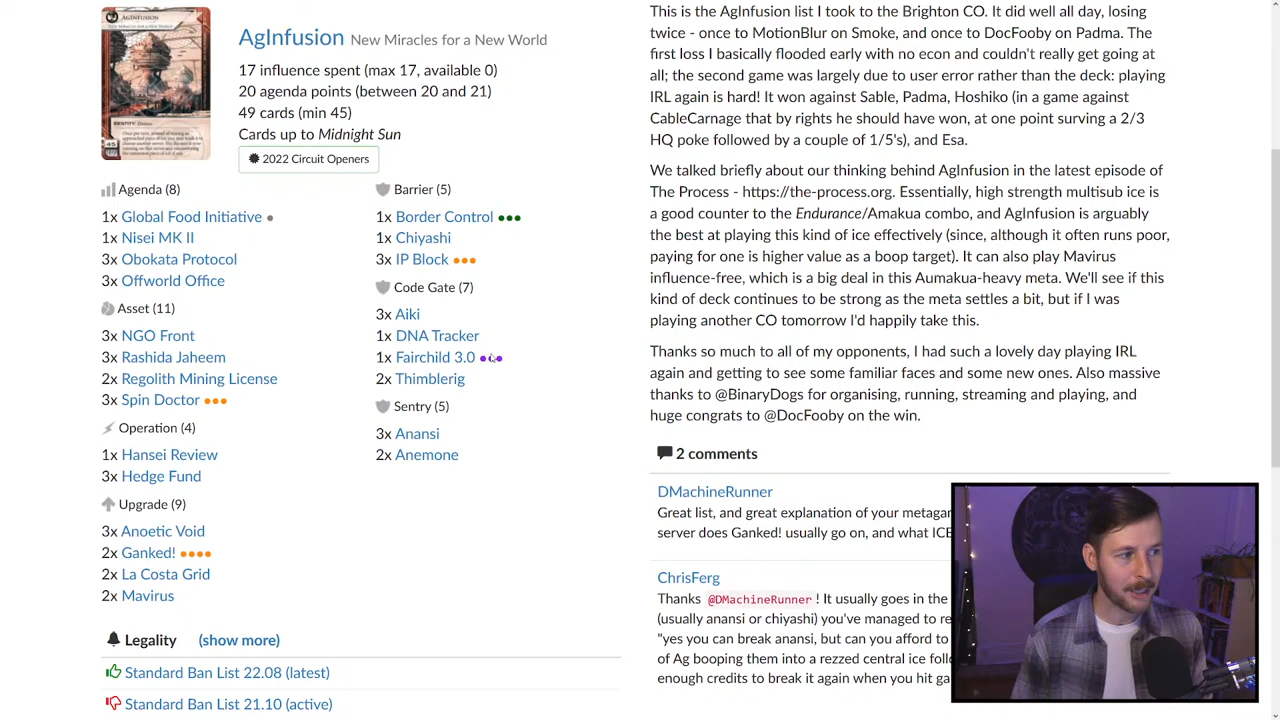 AGINFUSION
AgInfusion New Miracles for a New World
17 influence spent (max 17, available 0)
20 agenda points (between 20 and 21)
49 cards (min 45)
Cards up to Midnight Sun
2022 Circuit Openers
Agenda (8)
1x Global Food Initiative
1x Nisei MK II
3x Obokata Protocol
3x Offworld Office
Asset (11)
3x NGO Front
3x Rashida Jaheem
2x Regolith Mining License
3x Spin Doctor
Operation (4)
1x Hansei Review
3x Hedge Fund
Upgrade (9)
3x Anoetic Void
2x Ganked!
2x La Costa Grid
2x Mavirus
Barrier (5)
1x Border Control
1x Chiyashi
3x IP Block
Code Gate (7)
3x Aiki
1x DNA Tracker
1x Fairchild 3.0
2x Thimblerig
Sentry (5)
3x Anansi
2x Anemone
Legality (show more)
Standard Ban List 22.08 (latest)
Standard Ban List 21.10 (active)
This is the AgInfusion list I took to the Brighton CO. It did well all day, losing
twice - once to MotionBlur on Smoke, and once to DocFooby on Padma. The
first loss I basically flooded early with no econ and couldn't really get going at
all; the second game was largely due to user error rather than the deck: playing
IRL again is hard! It won against Sable, Padma, Hoshiko (in a game against
CableCarnage that by rights I should have lost, as it went
surviving a 2/3
We talked briefly about our thinking behind AgInfusion in the latest episode of
The Process - https://the-process.org. Essentially, high strength multisub ice is
a good counter to the Endurance/Aumakua combo, and AgInfusion is arguably
the best at playing this kind of ice effectively (since, although it often runs poor,
paying for one is higher value as a boop target). It can also play Mavirus
influence-free, which is a big deal in this Aumakua-heavy meta. We'll see if this
kind of deck continues to be strong as the meta settles a bit, but if I was
playing another CO tomorrow I'd happily take this.
Thanks so much to all of my opponents, I had such a lovely day playing IRL
again and getting to see some familiar faces and some new ones. Also massive
thanks to @BinaryDogs for organising, running, streaming and playing, and
huge congrats to @DocFooby on the win.
2 comments
DMachineRunner
Great list, and great explanation of your metagar
server does Ganked! usually go on, and what ICE
ChrisFerg
Thanks @DMachineRunner ! It usually goes in the
(usually anansi or chiyashi) you've managed to re
"yes you can break anansi, but can you afford to
of Ag booping them into a rezzed central ice follo
enough credits to break it again when you hit ga